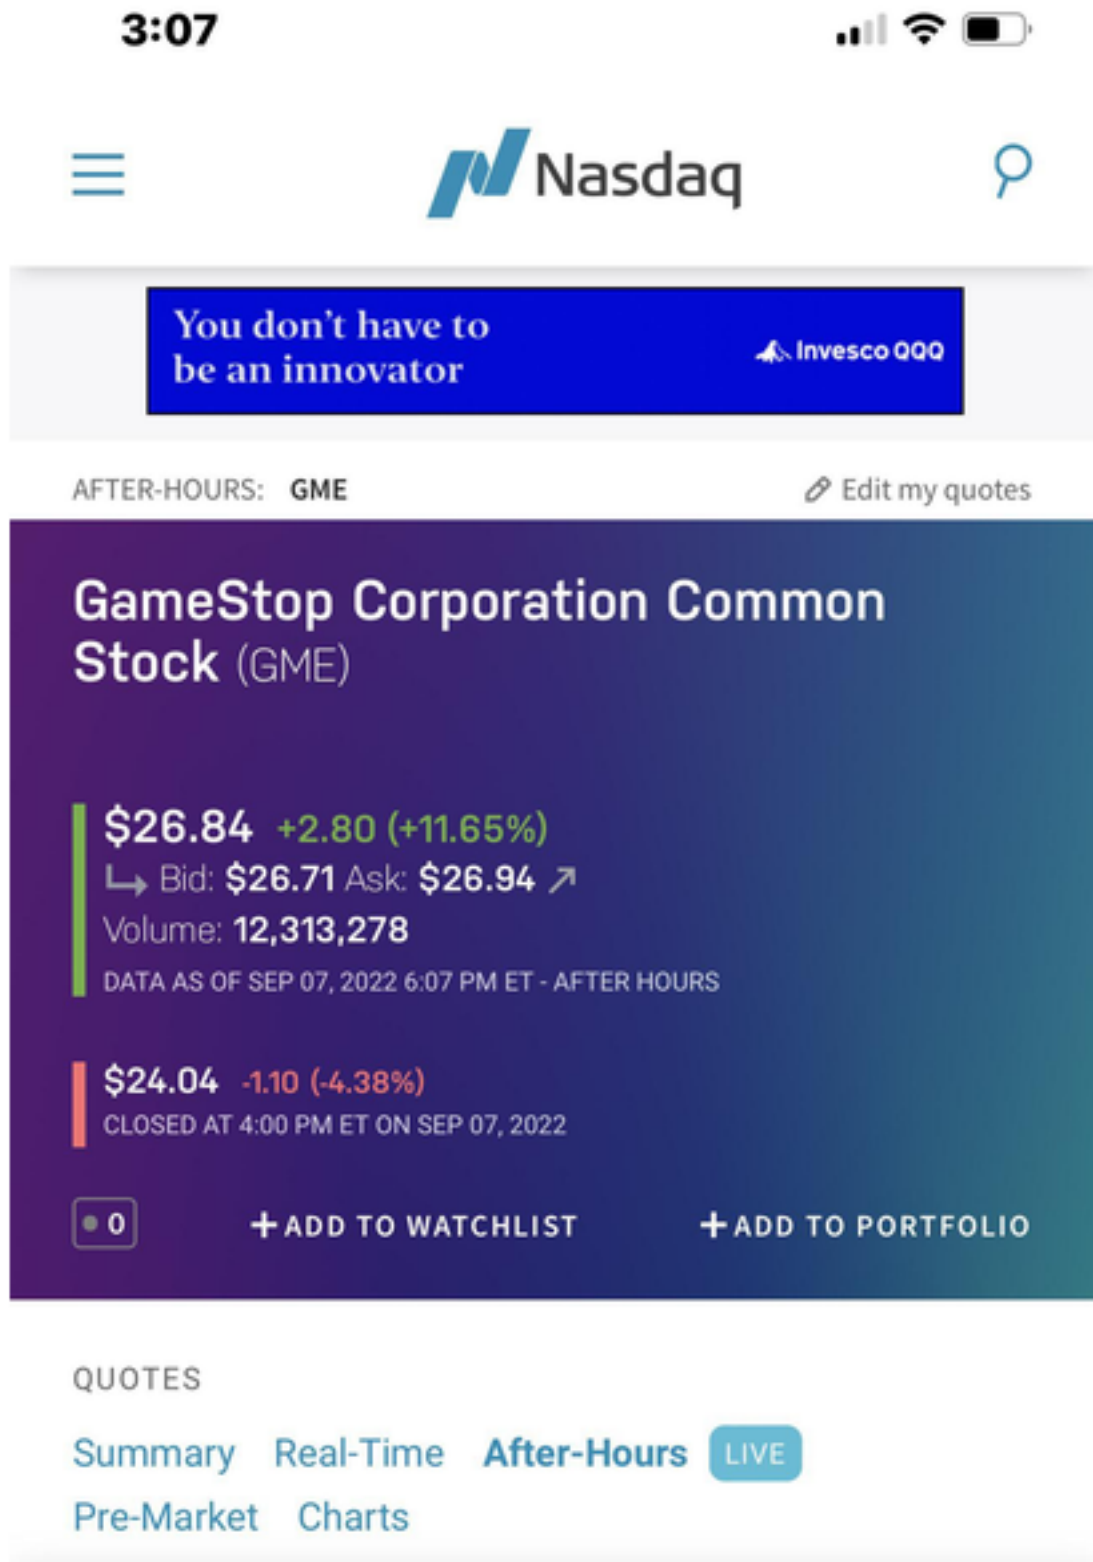 3:07
Nasdaq
You don't have to
be an innovator
Invesco QQQ
AFTER-HOURS: GME
Edit my quotes
GameStop Corporation Common
Stock (GME)
$26.84 +2.80 (+11.65%)
Bid: $26.71 Ask: $26.94
Volume: 12,313,278
DATA AS OF SEP 07, 2022 6:07 PM ET - AFTER HOURS
$24.04 -1.10 (-4.38%)
CLOSED AT 4:00 PM ET ON SEP 07, 2022
0
+ADD TO WATCHLIST
+ADD TO PORTFOLIO
QUOTES
Summary Real-Time After-Hours LIVE
Pre-Market Charts